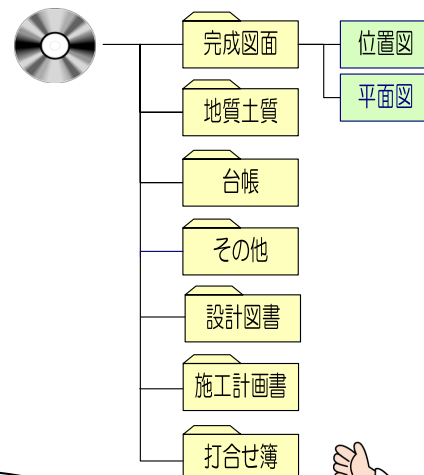 完成図面
位置図
平面図
地質土質
台帳
その他
設計図書
施工計画書
打合せ簿